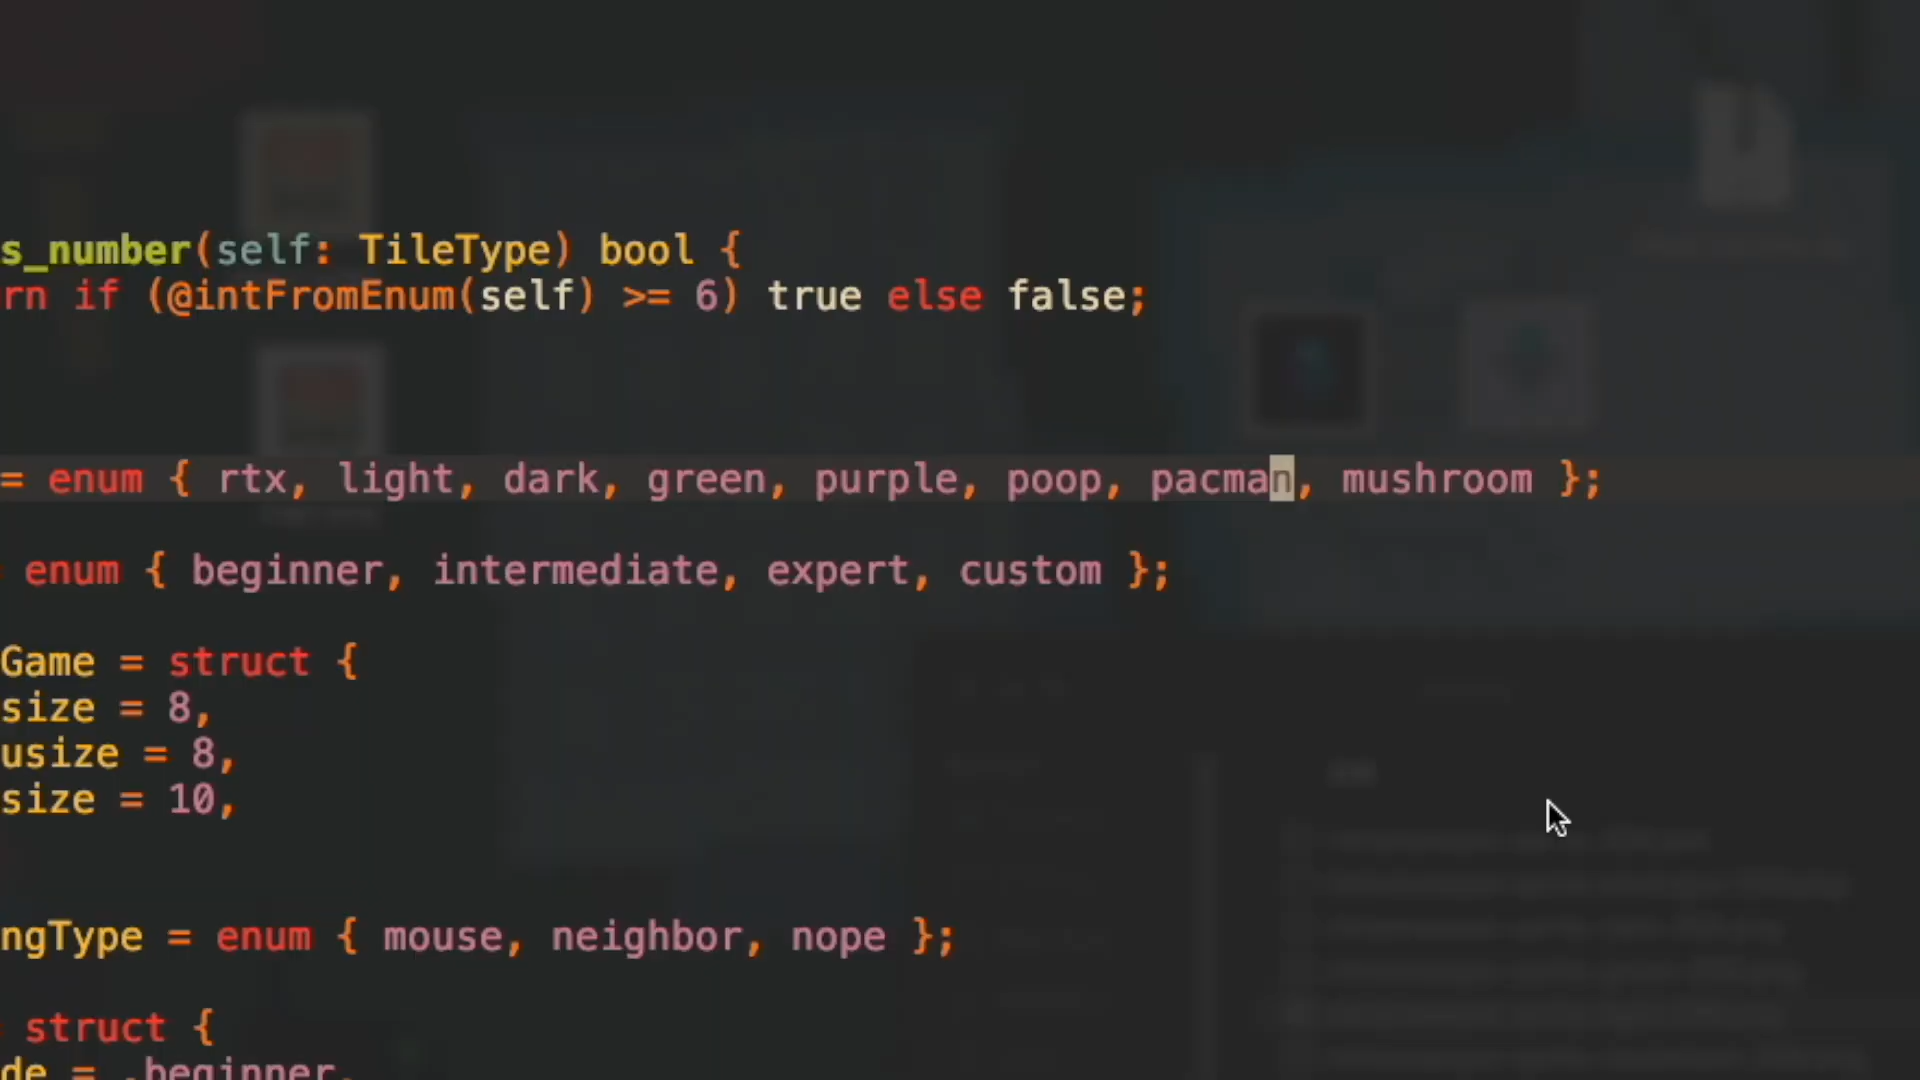 s_number(self: TileType) bool {
rn if (@intFromEnum(self) >= 6) true else false;
= enum { rtx, light, dark, green, purple, poop, pacman, mushroom };
enum { beginner, intermediate, expert, custom };
Game = struct {
size = 8,
usize = 8,
size = 10,
ngType = enum { mouse, neighbor, nope };
struct {
de = .beginner,